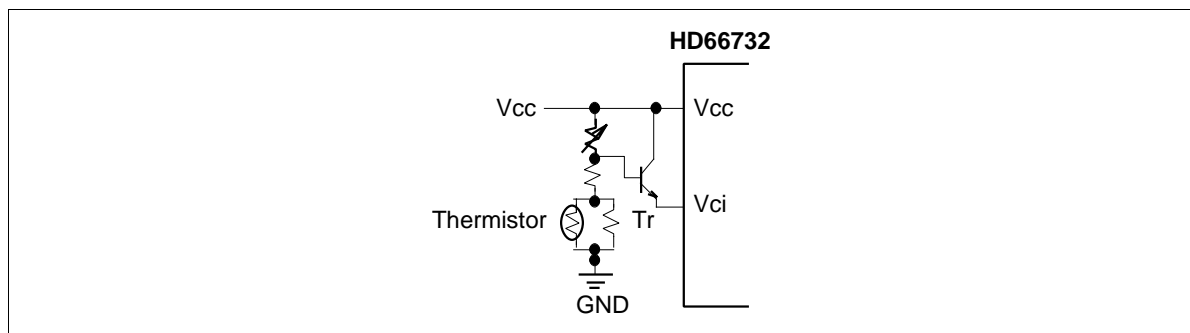 HD66732
Vcc
Vcc
Vci
Thermistor
Tr
GND